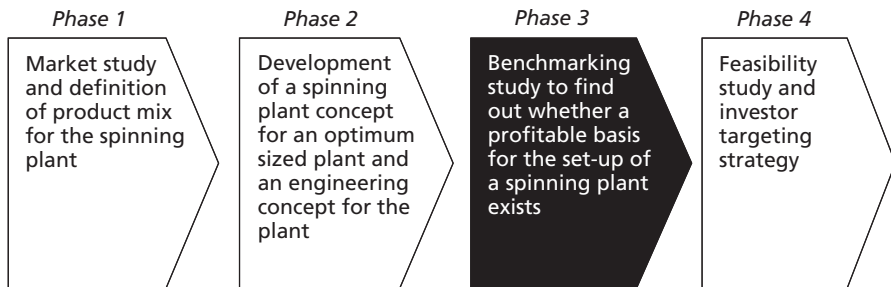 Phase 1
Market study
and definition
of product mix
for the spinning
plant
Phase 2
Development
of a spinning
plant concept
for an optimum
sized plant and
an engineering
concept for the
plant
Phase 3
Benchmarking
study to find
out whether a
profitable basis
for the set-up of
a spinning plant
exists
Phase 4
Feasibility
study and
investor
targeting
strategy